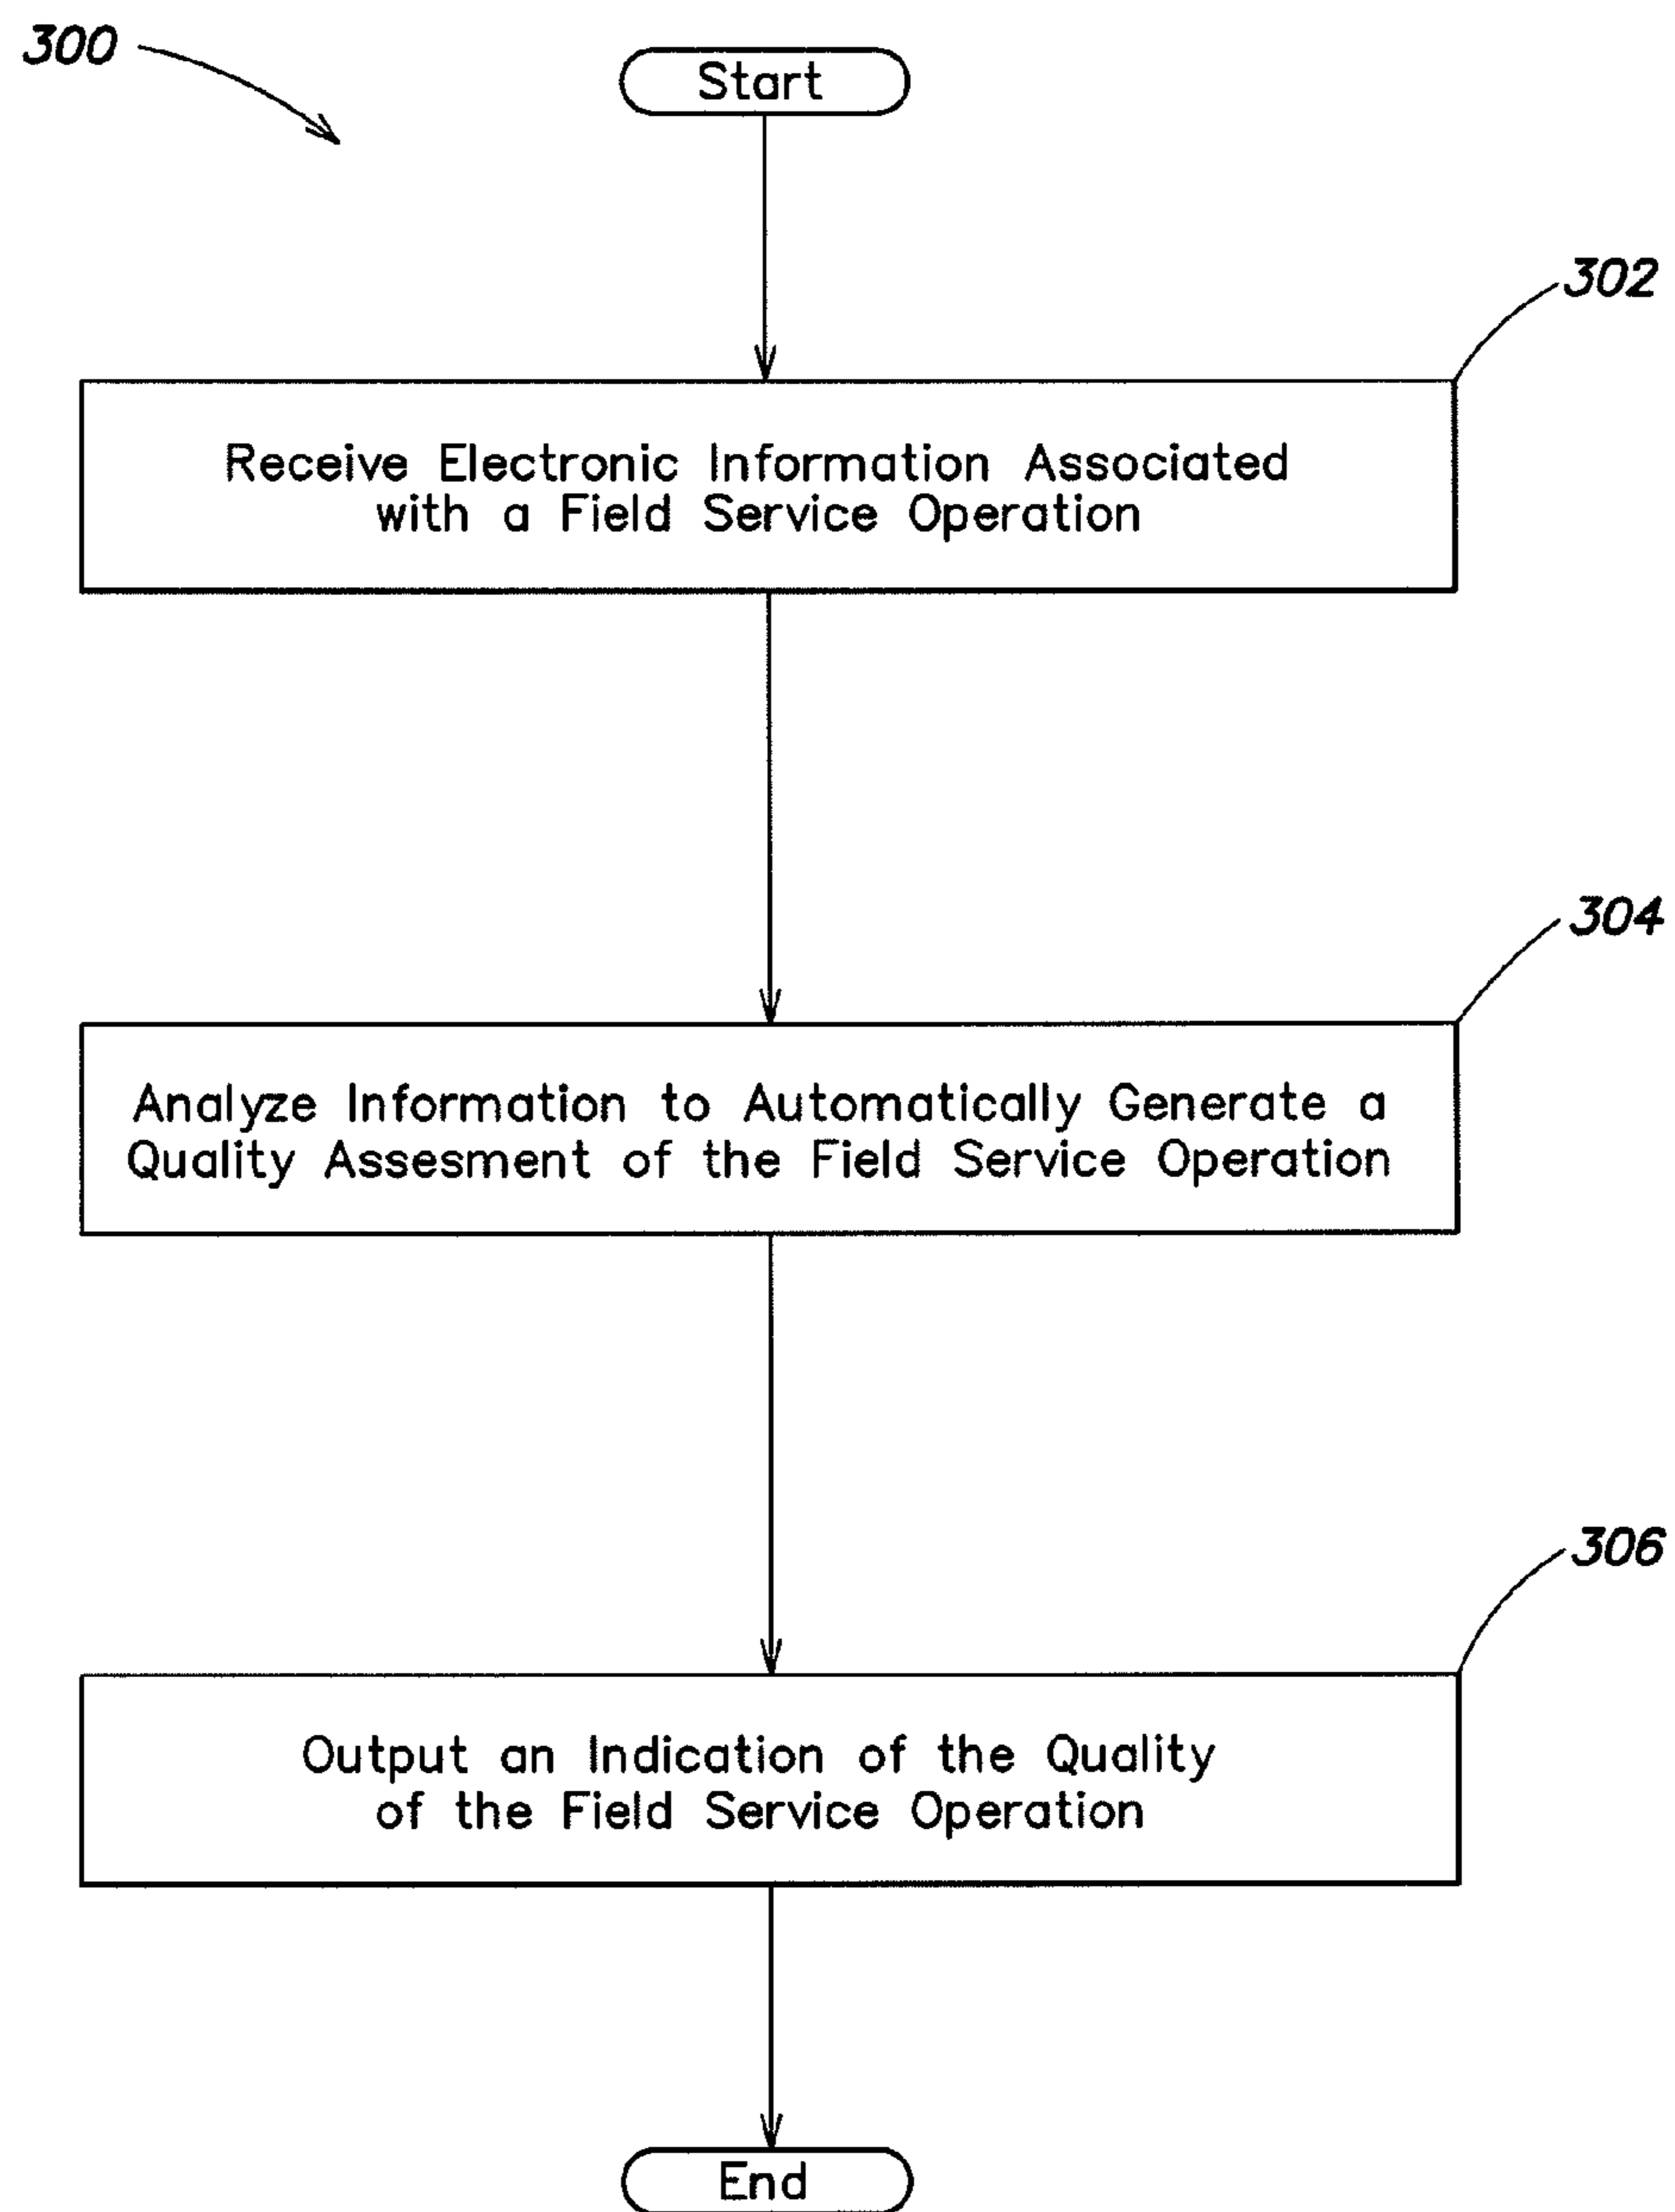 300
Start
302
Receive Electronic Information Associated
with a Field Service Operation
304
Analyze Information to Automatically Generate a
Quality Assesment of the Field Service Operation
306
Output an Indication of the Quality
of the Field Service Operation
End